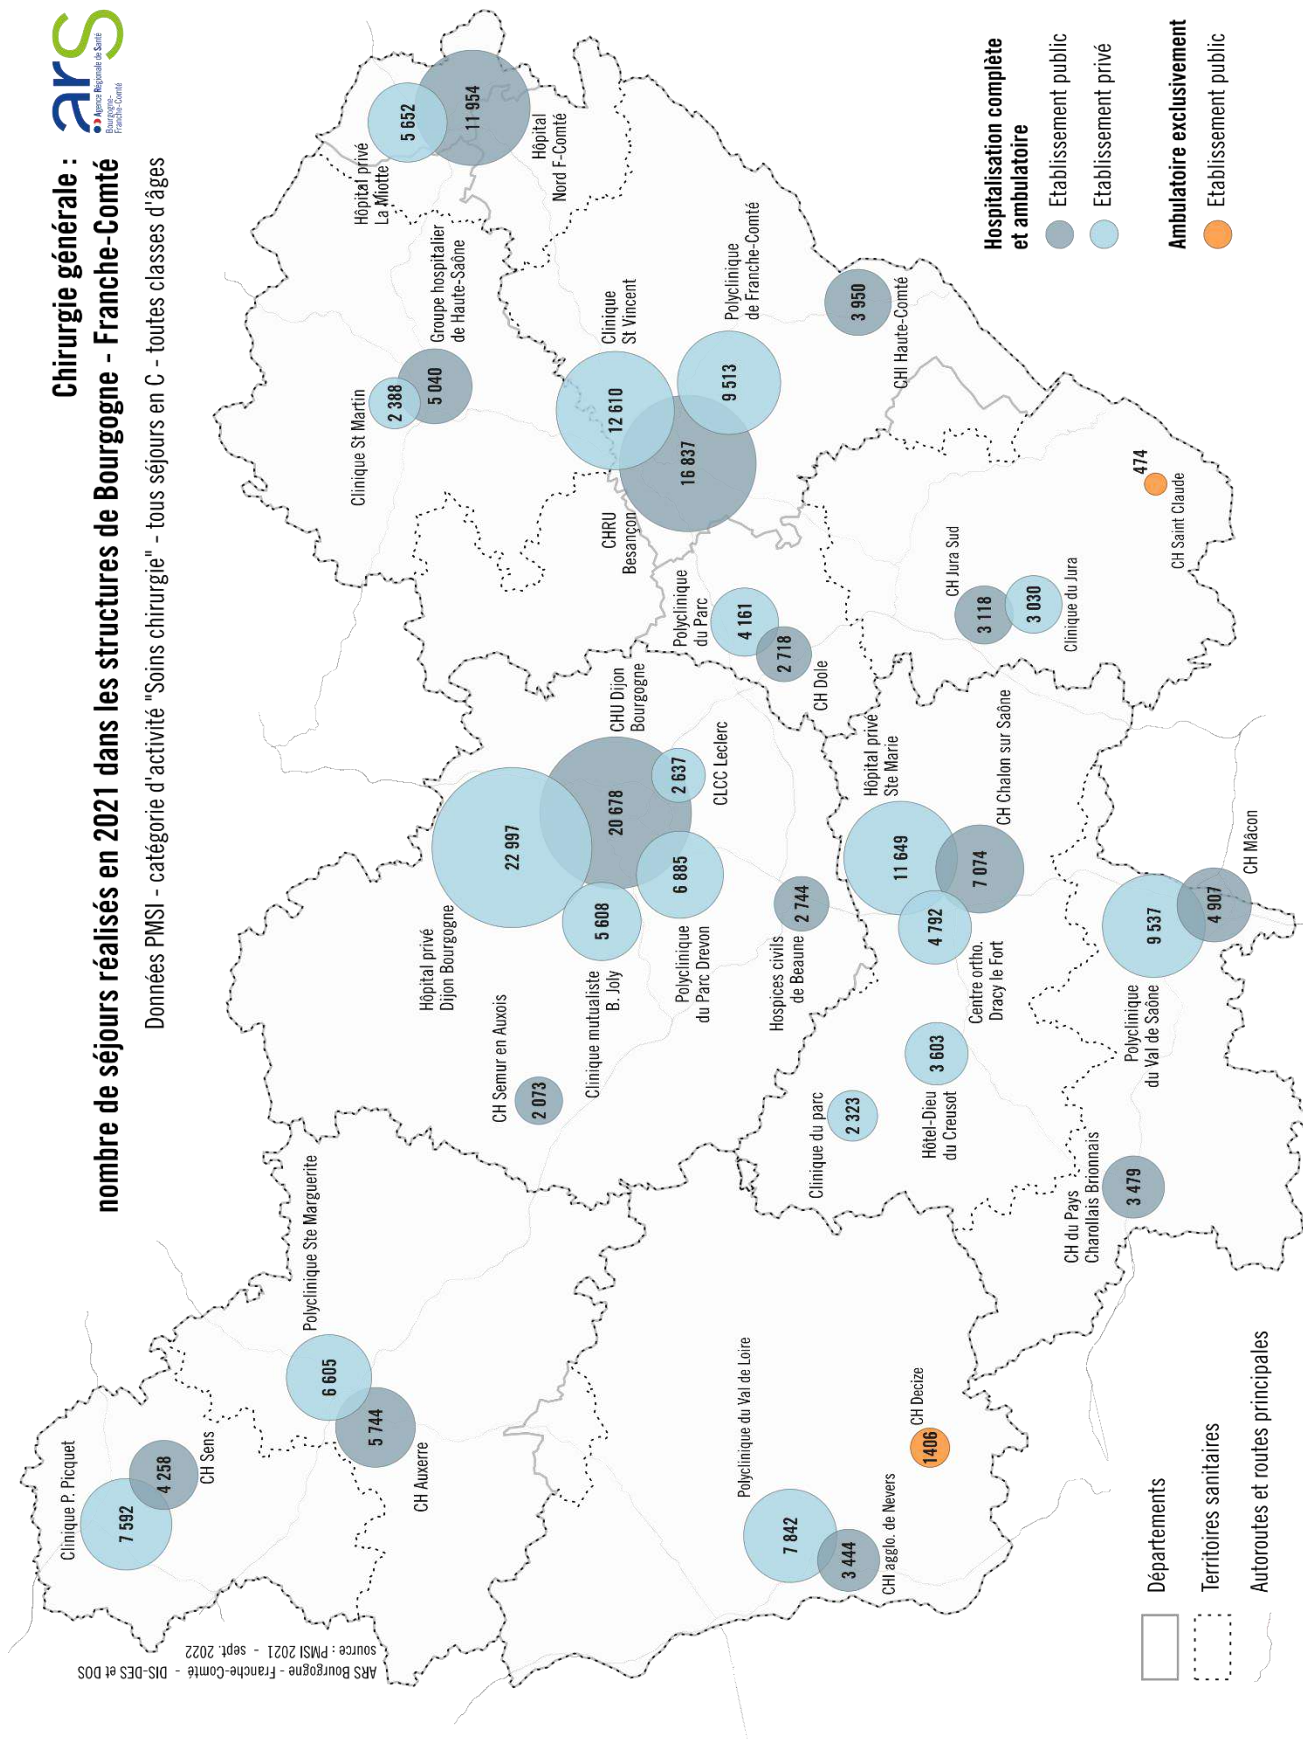 Chirurgie générale :
nombre de séjours réalisés en 2021 dans les structures de Bourgogne - Franche-Comté
Données PMSI - catégorie d'activité "Soins chirurgie" - tous séjours en C - toutes classes d'âges
ars
Agence Régionale de Santé
Bourgogne-
Franche-Comté
Clinique P. Picquet
7 592
4 258
CH Sens
Polyclinique Ste Marguerite
6 605
5 744
CH Auxerre
Polyclinique du Val de Loire
7 842
3 444
CHI agglo. de Nevers
CH Decize
1406
CH Semur en Auxois
2 073
Hôpital privé
Dijon Bourgogne
22 997
CHU Dijon
Bourgogne
20 678
Clinique mutualiste
B. Joly
5 608
Polyclinique
du Parc Drevon
6 885
2 637
CLCC Leclerc
Hospices civils
de Beaune
2 744
Clinique du parc
2 323
Hôtel-Dieu
du Creusot
3 603
Centre ortho.
Dracy le Fort
4 792
Hôpital privé
Ste Marie
11 649
7 074
CH Chalon sur Saône
CH du Pays
Charollais Brionnais
3 479
Polyclinique
du Val de Saône
9 537
4 907
CH Mâcon
Clinique St Martin
2 388
5 040
Groupe hospitalier
de Haute-Saône
Hôpital privé
La Miotte
5 652
11 954
Hôpital
Nord F-Comté
Clinique
St Vincent
12 610
CHRU
Besançon
16 837
Polyclinique
de Franche-Comté
9 513
3 950
CHI Haute-Comté
Polyclinique
du Parc
4 161
2 718
CH Dole
CH Jura Sud
3 118
3 030
Clinique du Jura
474
CH Saint Claude
Hospitalisation complète
et ambulatoire
Etablissement public
Etablissement privé
Ambulatoire exclusivement
Etablissement public
Départements
Territoires sanitaires
Autoroutes et routes principales
ARS Bourgogne - Franche-Comté - DIS-DES et DOS
source : PMSI 2021 - sept. 2022